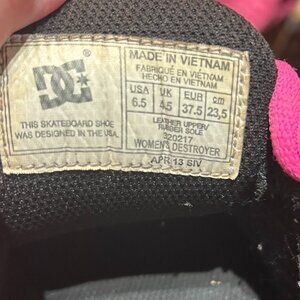 DC
®
THIS SKATEBOARD SHOE
WAS DESIGNED IN THE USA.
MADE IN VIETNAM
FABRIQUÉ EN VIETNAM
HECHO EN VIETNAM
USA UK EUR cm
6.5 4.5 37.5 23,5
LEATHER UPPER/
RUBBER SOLE
320217
WOMEN'S DESTROYER
APR 13 SIV